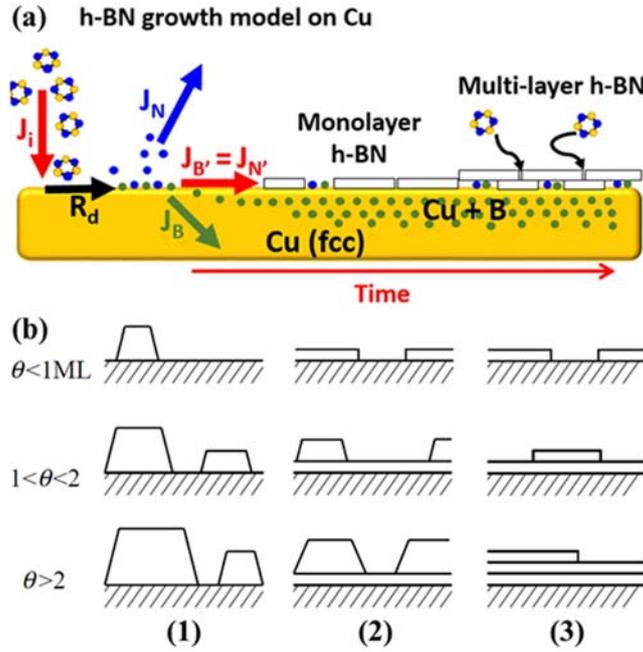 (a)
h-BN growth model on Cu
J_N
Multi-layer h-BN
J_i
Monolayer
h-BN
J_B' = J_N'
R_d
J_B
Cu + B
Cu (fcc)
Time
(b)
θ<1ML
1<θ<2
θ>2
(1)
(2)
(3)